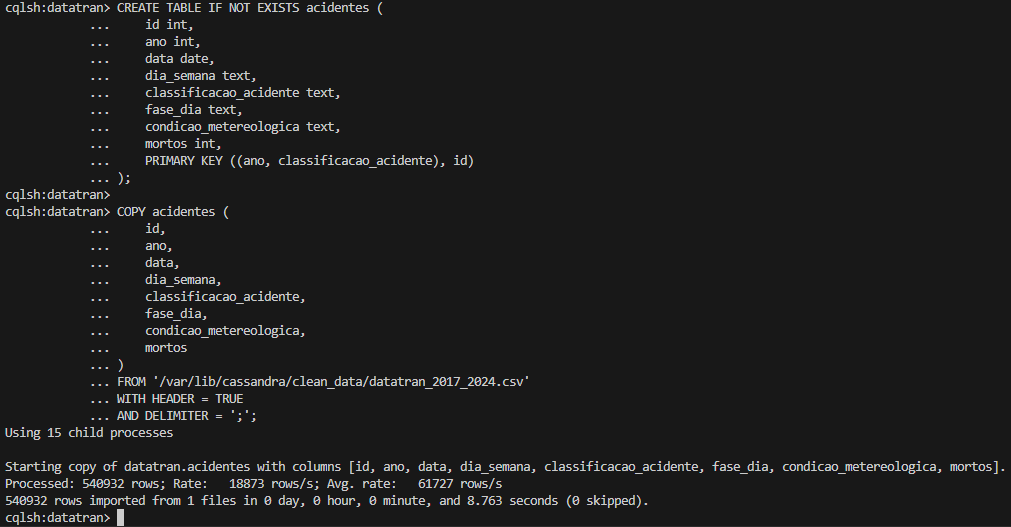 cqlsh:datatran> CREATE TABLE IF NOT EXISTS acidentes (
... id int,
... ano int,
... data date,
... dia_semana text,
... classificacao_acidente text,
... fase_dia text,
... condicao_metereologica text,
... mortos int,
... PRIMARY KEY ((ano, classificacao_acidente), id)
... );
cqlsh:datatran>
cqlsh:datatran> COPY acidentes (
... id,
... ano,
... data,
... dia_semana,
... classificacao_acidente,
... fase_dia,
... condicao_metereologica,
... mortos
... )
... FROM '/var/lib/cassandra/clean_data/datatran_2017_2024.csv'
... WITH HEADER = TRUE
... AND DELIMITER = ';';
Using 15 child processes
Starting copy of datatran.acidentes with columns [id, ano, data, dia_semana, classificacao_acidente, fase_dia, condicao_metereologica, mortos].
Processed: 540932 rows; Rate: 18873 rows/s; Avg. rate: 61727 rows/s
540932 rows imported from 1 files in 0 day, 0 hour, 0 minute, and 8.763 seconds (0 skipped).
cqlsh:datatran>